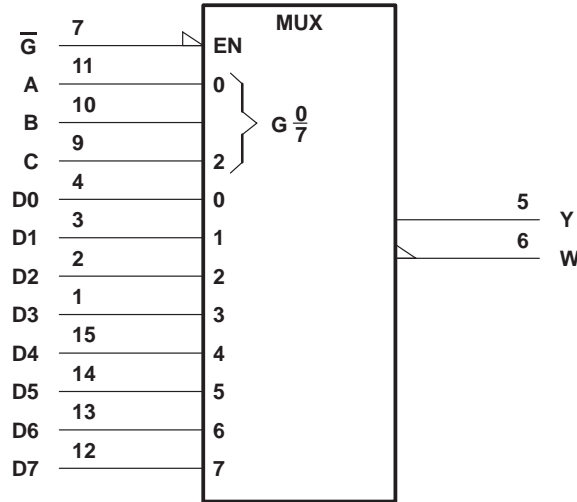 MUX
G̅ 7 EN
A 11 0
B 10 G 0/7
C 9 2
D0 4 0
D1 3 1
5 Y
D2 2 2
6 W
D3 1 3
D4 15 4
D5 14 5
D6 13 6
D7 12 7